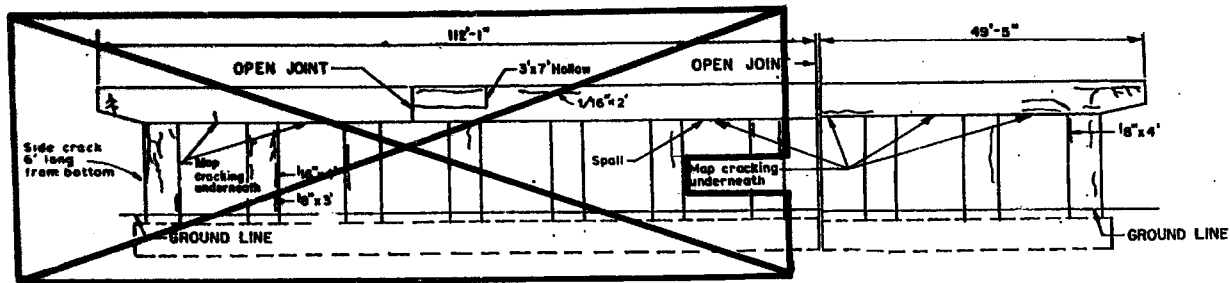 112'-1"
49'-5"
OPEN JOINT
3'x7' Hollow
OPEN JOIN
1/16"x2'
1/8"x4'
Side crack
6' long
from bottom
Map
cracking
underneath
1/8"x3'
Spall
Map cracking
underneath
GROUND LINE
GROUND LINE